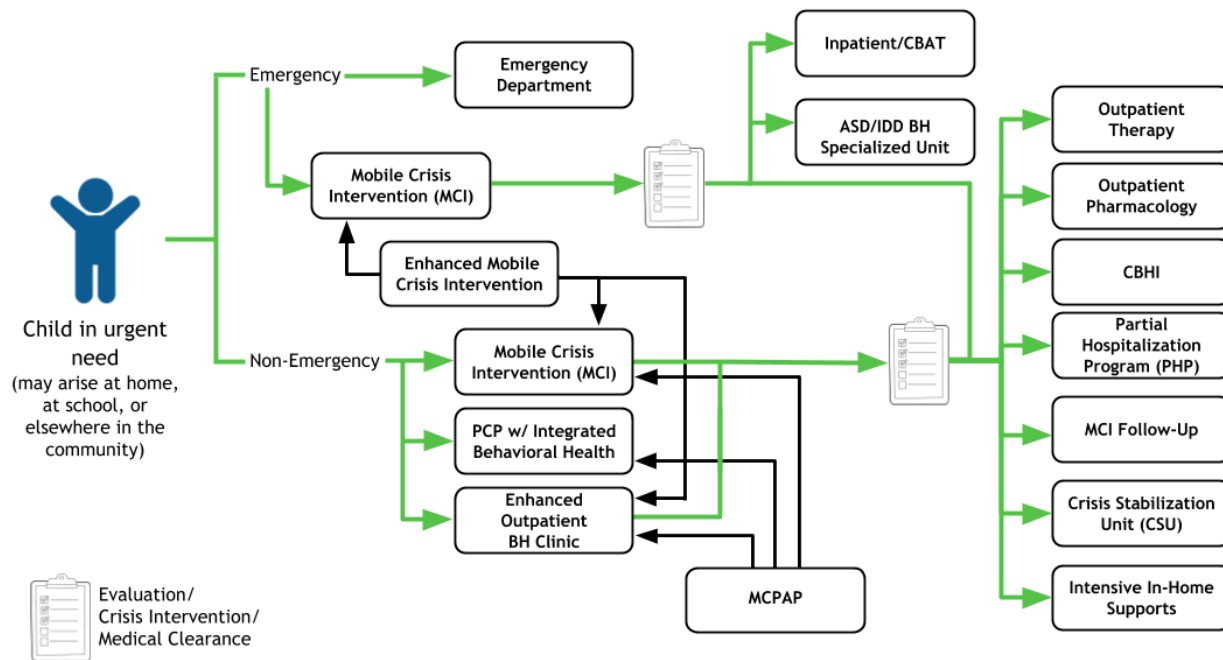 Emergency
Emergency
Department
Inpatient/CBAT
ASD/IDD BH
Specialized Unit
Mobile Crisis
Intervention (MCI)
Enhanced Mobile
Crisis Intervention
Child in urgent
need
(may arise at home,
at school, or
elsewhere in the
community)
Non-Emergency
Mobile Crisis
Intervention (MCI)
PCP w/ Integrated
Behavioral Health
Enhanced
Outpatient
BH Clinic
MCPAP
Outpatient
Therapy
Outpatient
Pharmacology
CBHI
Partial
Hospitalization
Program (PHP)
MCI Follow-Up
Crisis Stabilization
Unit (CSU)
Intensive In-Home
Supports
Evaluation/
Crisis Intervention/
Medical Clearance